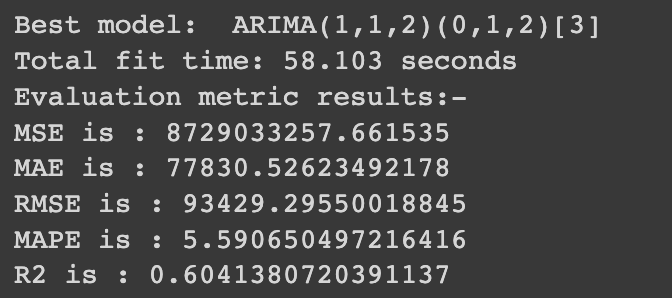 Best model:  ARIMA(1,1,2)(0,1,2)[3]
Total fit time: 58.103 seconds
Evaluation metric results:-
MSE is : 8729033257.661535
MAE is : 77830.52623492178
RMSE is : 93429.29550018845
MAPE is : 5.590650497216416
R2 is : 0.6041380720391137